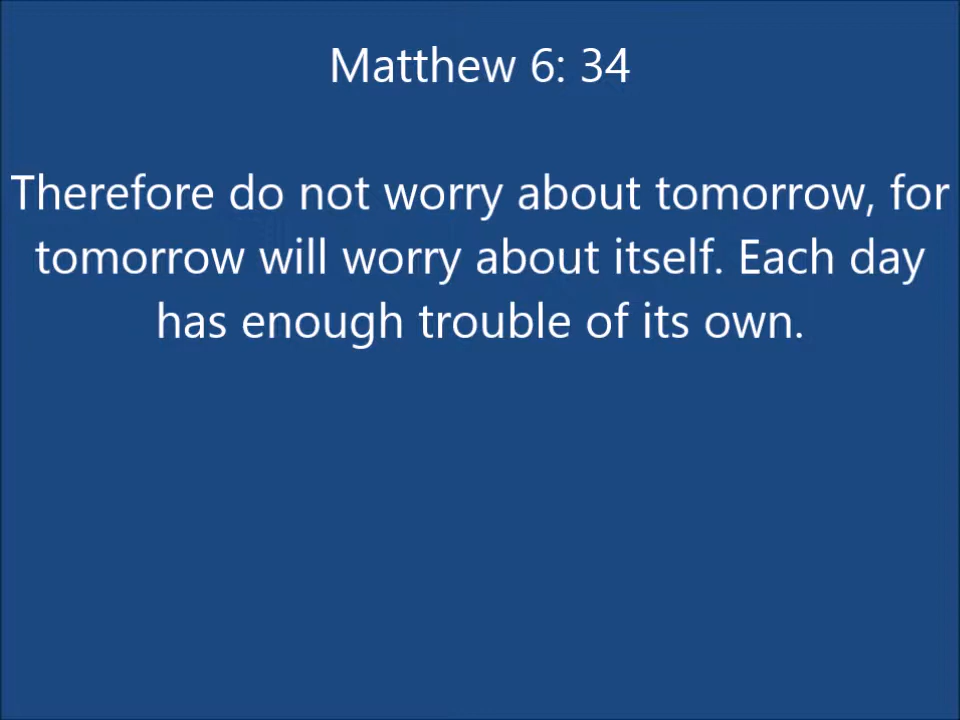 Matthew 6: 34
Therefore do not worry about tomorrow, for
tomorrow will worry about itself. Each day
has enough trouble of its own.